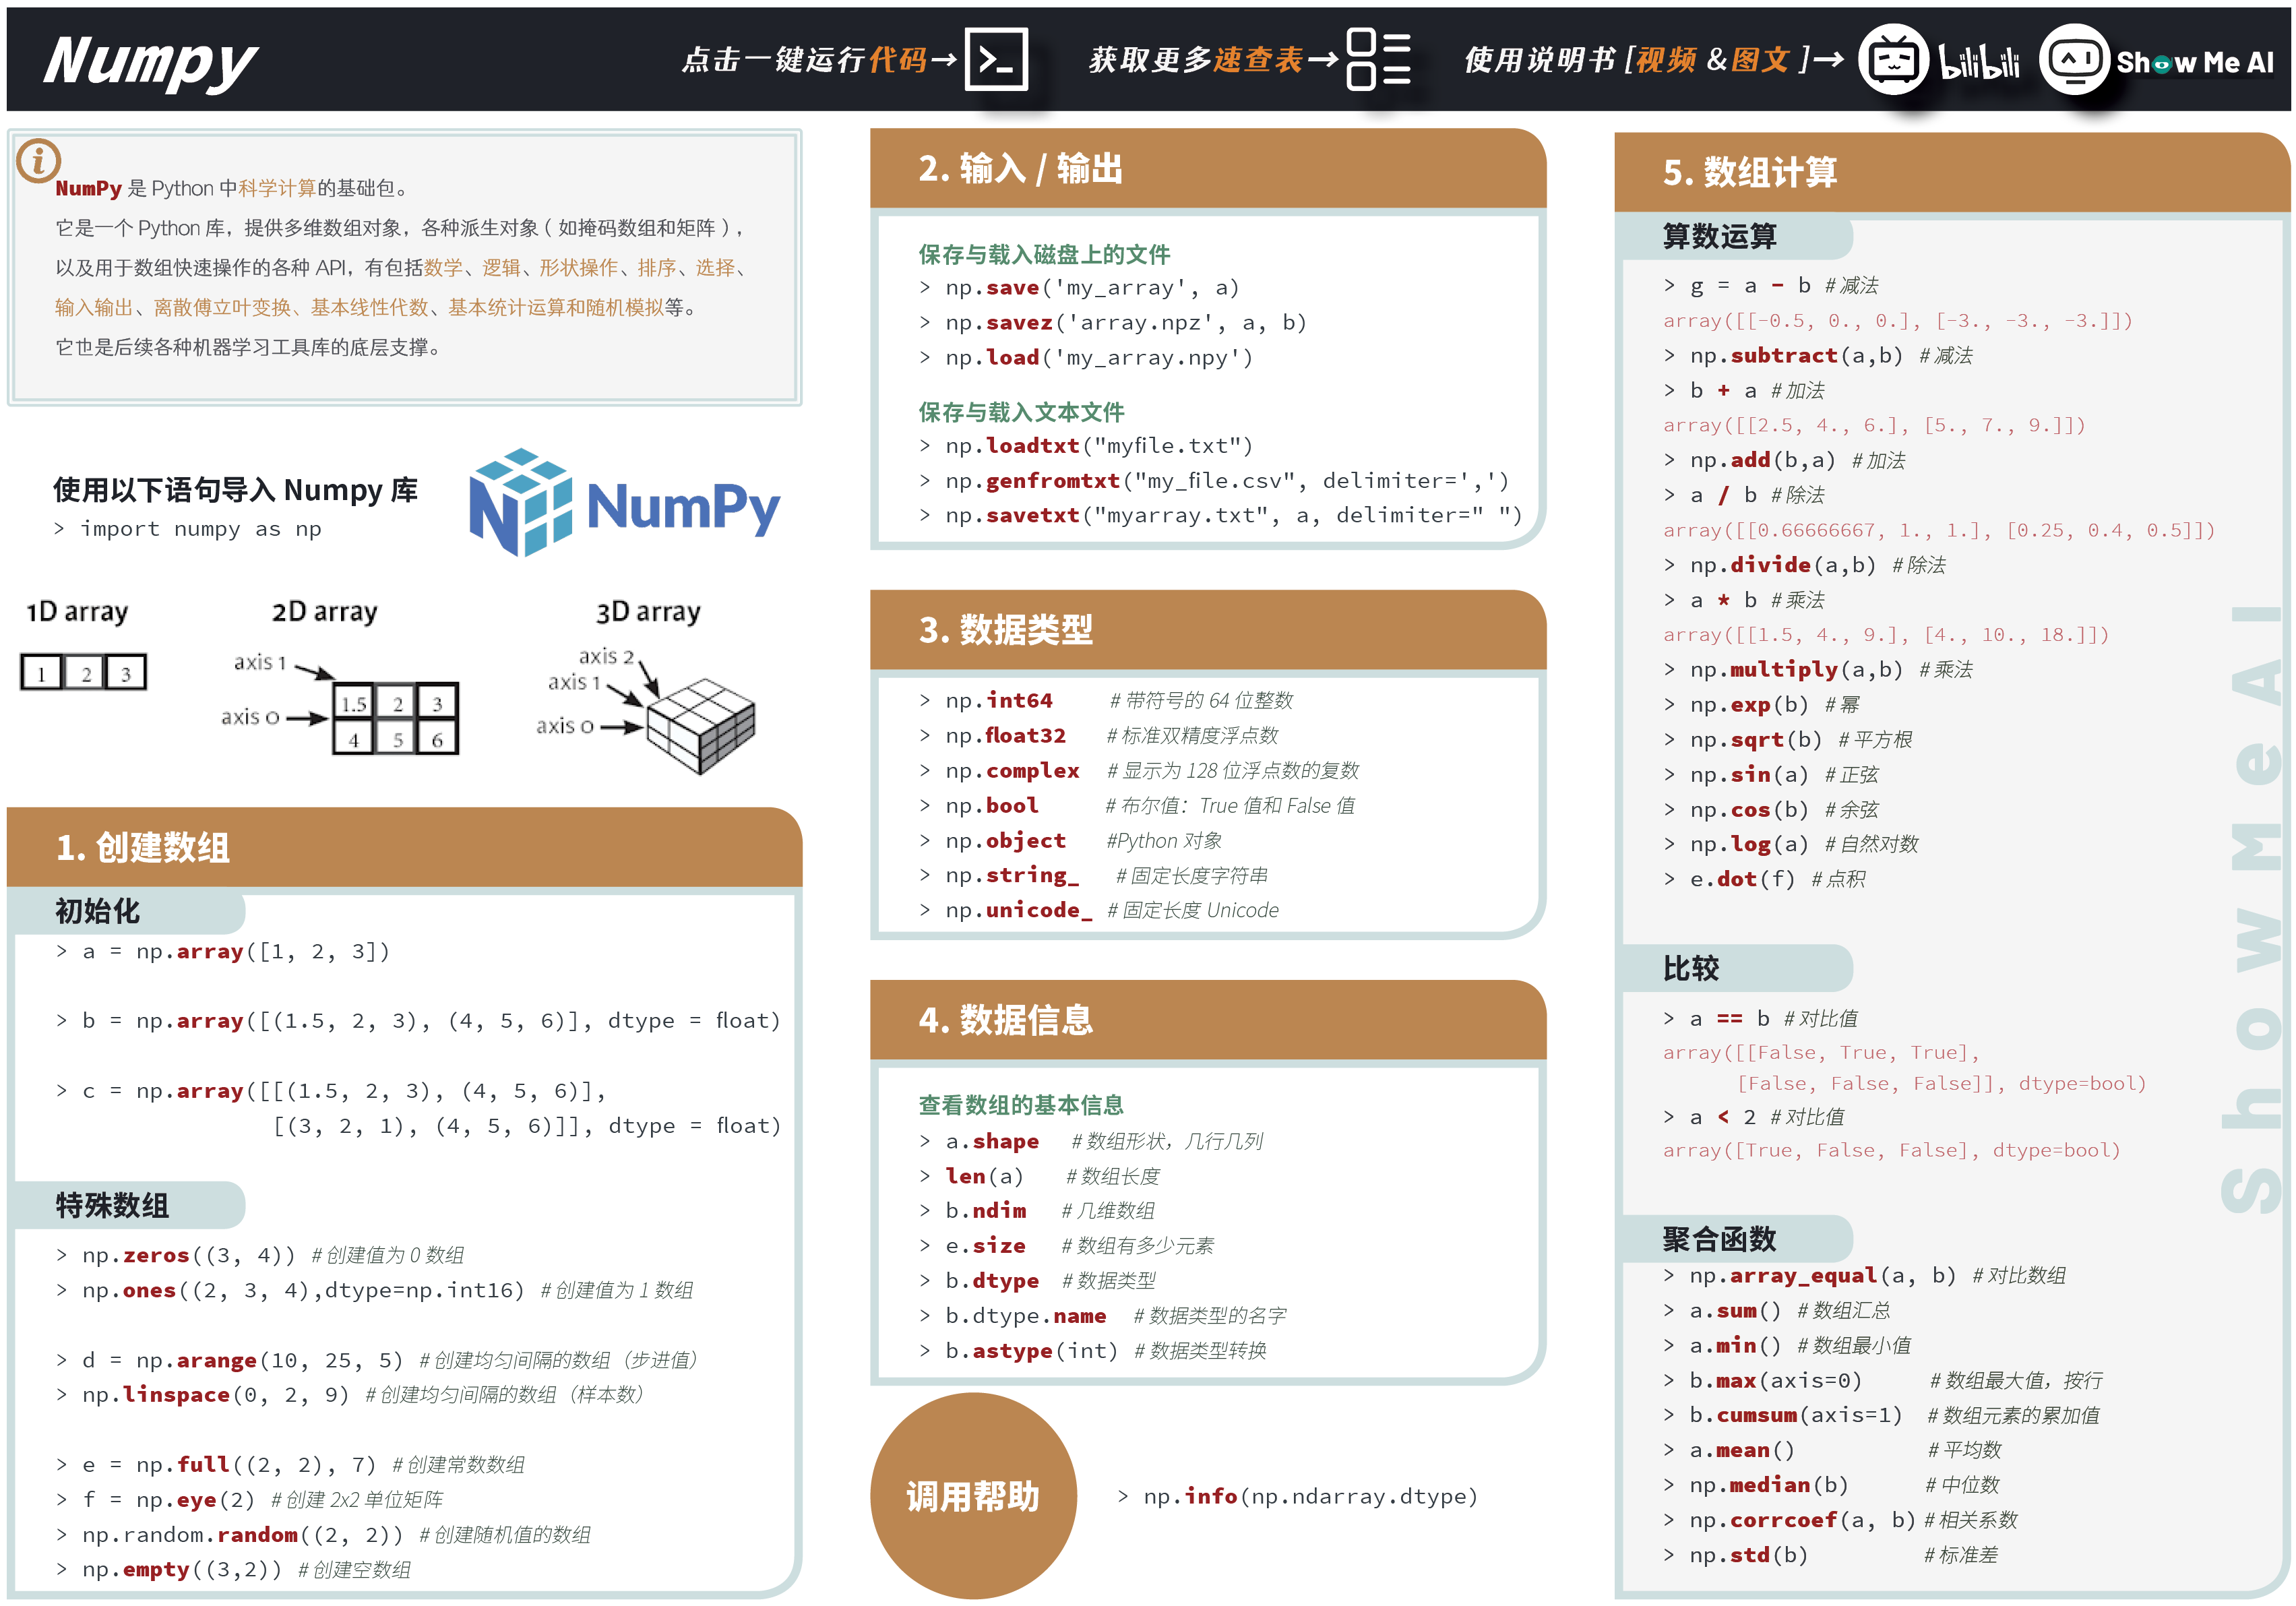 Numpy
点击一键运行代码→
获取更多速查表→
使用说明书 [视频 &图文 ]→
bilibili
Show Me AI
NumPy 是 Python 中科学计算的基础包。
它是一个 Python 库，提供多维数组对象，各种派生对象（如掩码数组和矩阵），
以及用于数组快速操作的各种 API，有包括数学、逻辑、形状操作、排序、选择、
输入输出、离散傅立叶变换、基本线性代数、基本统计运算和随机模拟等。
它也是后续各种机器学习工具库的底层支撑。
使用以下语句导入 Numpy 库
> import numpy as np
NumPy
1D array
1 2 3
2D array
axis 1
axis 0
1.5 2 3
4 5 6
3D array
axis 2
axis 1
axis 0
1. 创建数组
初始化
> a = np.array([1, 2, 3])
> b = np.array([(1.5, 2, 3), (4, 5, 6)], dtype = float)
> c = np.array([[(1.5, 2, 3), (4, 5, 6)],
[(3, 2, 1), (4, 5, 6)]], dtype = float)
特殊数组
> np.zeros((3, 4)) # 创建值为 0 数组
> np.ones((2, 3, 4),dtype=np.int16) # 创建值为 1 数组
> d = np.arange(10, 25, 5) # 创建均匀间隔的数组（步进值）
> np.linspace(0, 2, 9) # 创建均匀间隔的数组（样本数）
> e = np.full((2, 2), 7) # 创建常数数组
> f = np.eye(2) # 创建 2x2 单位矩阵
> np.random.random((2, 2)) # 创建随机值的数组
> np.empty((3,2)) # 创建空数组
2. 输入 / 输出
保存与载入磁盘上的文件
> np.save('my_array', a)
> np.savez('array.npz', a, b)
> np.load('my_array.npy')
保存与载入文本文件
> np.loadtxt("myfile.txt")
> np.genfromtxt("my_file.csv", delimiter=',')
> np.savetxt("myarray.txt", a, delimiter=" ")
3. 数据类型
> np.int64 # 带符号的 64 位整数
> np.float32 # 标准双精度浮点数
> np.complex # 显示为 128 位浮点数的复数
> np.bool # 布尔值：True 值和 False 值
> np.object #Python 对象
> np.string_ # 固定长度字符串
> np.unicode_ # 固定长度 Unicode
4. 数据信息
查看数组的基本信息
> a.shape # 数组形状，几行几列
> len(a) # 数组长度
> b.ndim # 几维数组
> e.size # 数组有多少元素
> b.dtype # 数据类型
> b.dtype.name # 数据类型的名字
> b.astype(int) # 数据类型转换
调用帮助
> np.info(np.ndarray.dtype)
5. 数组计算
算数运算
> g = a - b # 减法
array([[-0.5, 0., 0.], [-3., -3., -3.]])
> np.subtract(a,b) # 减法
> b + a # 加法
array([[2.5, 4., 6.], [5., 7., 9.]])
> np.add(b,a) # 加法
> a / b # 除法
array([[0.66666667, 1., 1.], [0.25, 0.4, 0.5]])
> np.divide(a,b) # 除法
> a * b # 乘法
array([[1.5, 4., 9.], [4., 10., 18.]])
> np.multiply(a,b) # 乘法
> np.exp(b) # 幂
> np.sqrt(b) # 平方根
> np.sin(a) # 正弦
> np.cos(b) # 余弦
> np.log(a) # 自然对数
> e.dot(f) # 点积
比较
> a == b # 对比值
array([[False, True, True],
[False, False, False]], dtype=bool)
> a < 2 # 对比值
array([True, False, False], dtype=bool)
聚合函数
> np.array_equal(a, b) # 对比数组
> a.sum() # 数组汇总
> a.min() # 数组最小值
> b.max(axis=0) # 数组最大值，按行
> b.cumsum(axis=1) # 数组元素的累加值
> a.mean() # 平均数
> np.median(b) # 中位数
> np.corrcoef(a, b) # 相关系数
> np.std(b) # 标准差
ShowMeAI